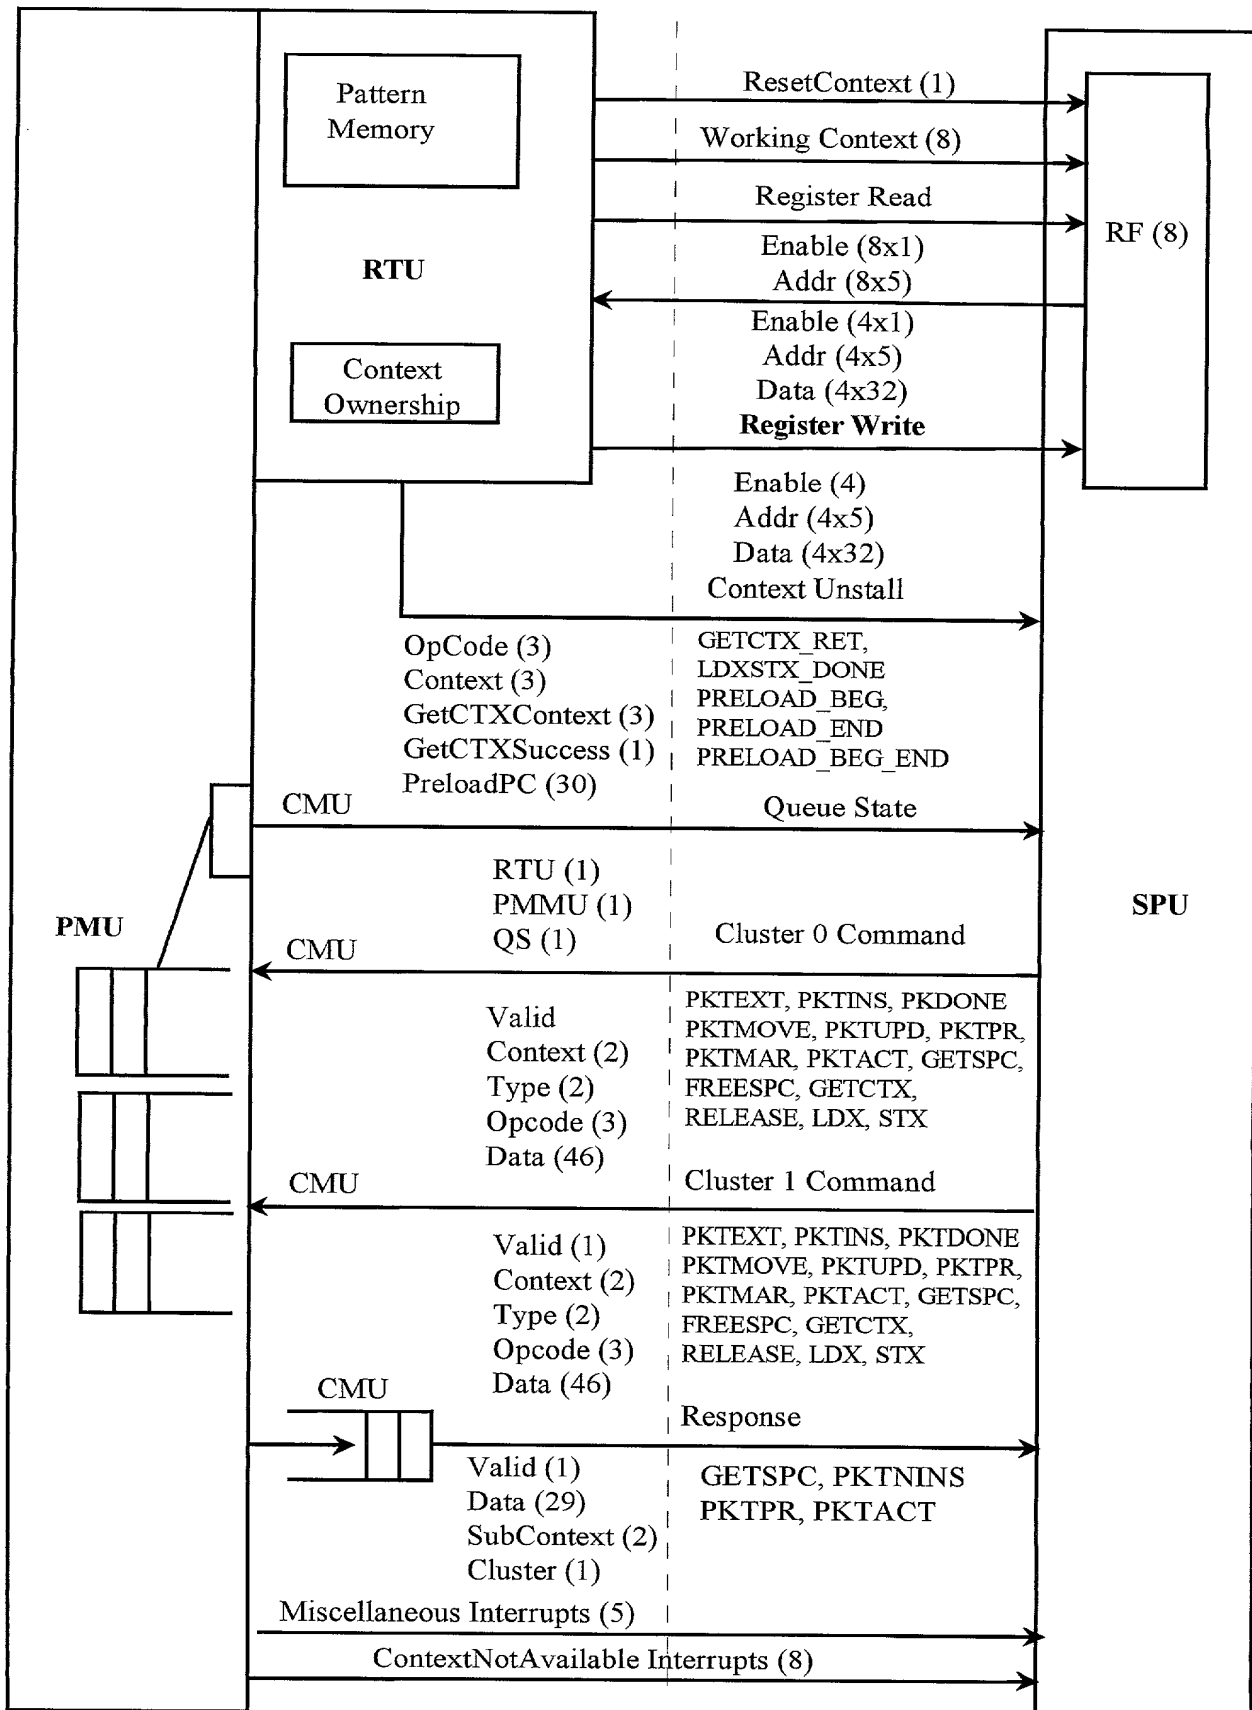 Pattern
Memory
RTU
Context
Ownership
ResetContext (1)
Working Context (8)
Register Read
Enable (8x1)
Addr (8x5)
Enable (4x1)
Addr (4x5)
Data (4x32)
Register Write
RF (8)
Enable (4)
Addr (4x5)
Data (4x32)
Context Unstall
OpCode (3)
Context (3)
GetCTXContext (3)
GetCTXSuccess (1)
PreloadPC (30)
GETCTX_RET,
LDXSTX_DONE
PRELOAD_BEG,
PRELOAD_END
PRELOAD_BEG_END
CMU
Queue State
RTU (1)
PMMU (1)
QS (1)
PMU
SPU
CMU
Cluster 0 Command
Valid
Context (2)
Type (2)
Opcode (3)
Data (46)
PKTEXT, PKTINS, PKDONE
PKTMOVE, PKTUPD, PKTPR,
PKTMAR, PKTACT, GETSPC,
FREESPC, GETCTX,
RELEASE, LDX, STX
CMU
Cluster 1 Command
Valid (1)
Context (2)
Type (2)
Opcode (3)
Data (46)
PKTEXT, PKTINS, PKTDONE
PKTMOVE, PKTUPD, PKTPR,
PKTMAR, PKTACT, GETSPC,
FREESPC, GETCTX,
RELEASE, LDX, STX
CMU
Response
Valid (1)
Data (29)
SubContext (2)
Cluster (1)
GETSPC, PKTNINS
PKTPR, PKTACT
Miscellaneous Interrupts (5)
ContextNotAvailable Interrupts (8)